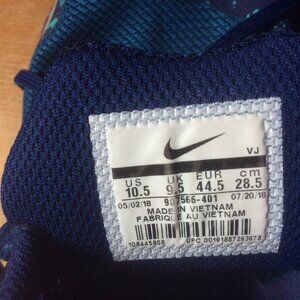 VJ
US UK EUR cm
10.5 9.5 44.5 28.5
05/02/18 07/20/18
MADE IN VIETNAM
FABRIQUE AU VIETNAM